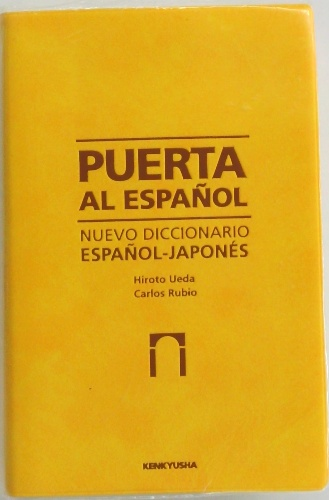 PUERTA
AL ESPAÑOL
NUEVO DICCIONARIO
ESPAÑOL-JAPONÉS
Hiroto Ueda
Carlos Rubio
KENKYUSHA